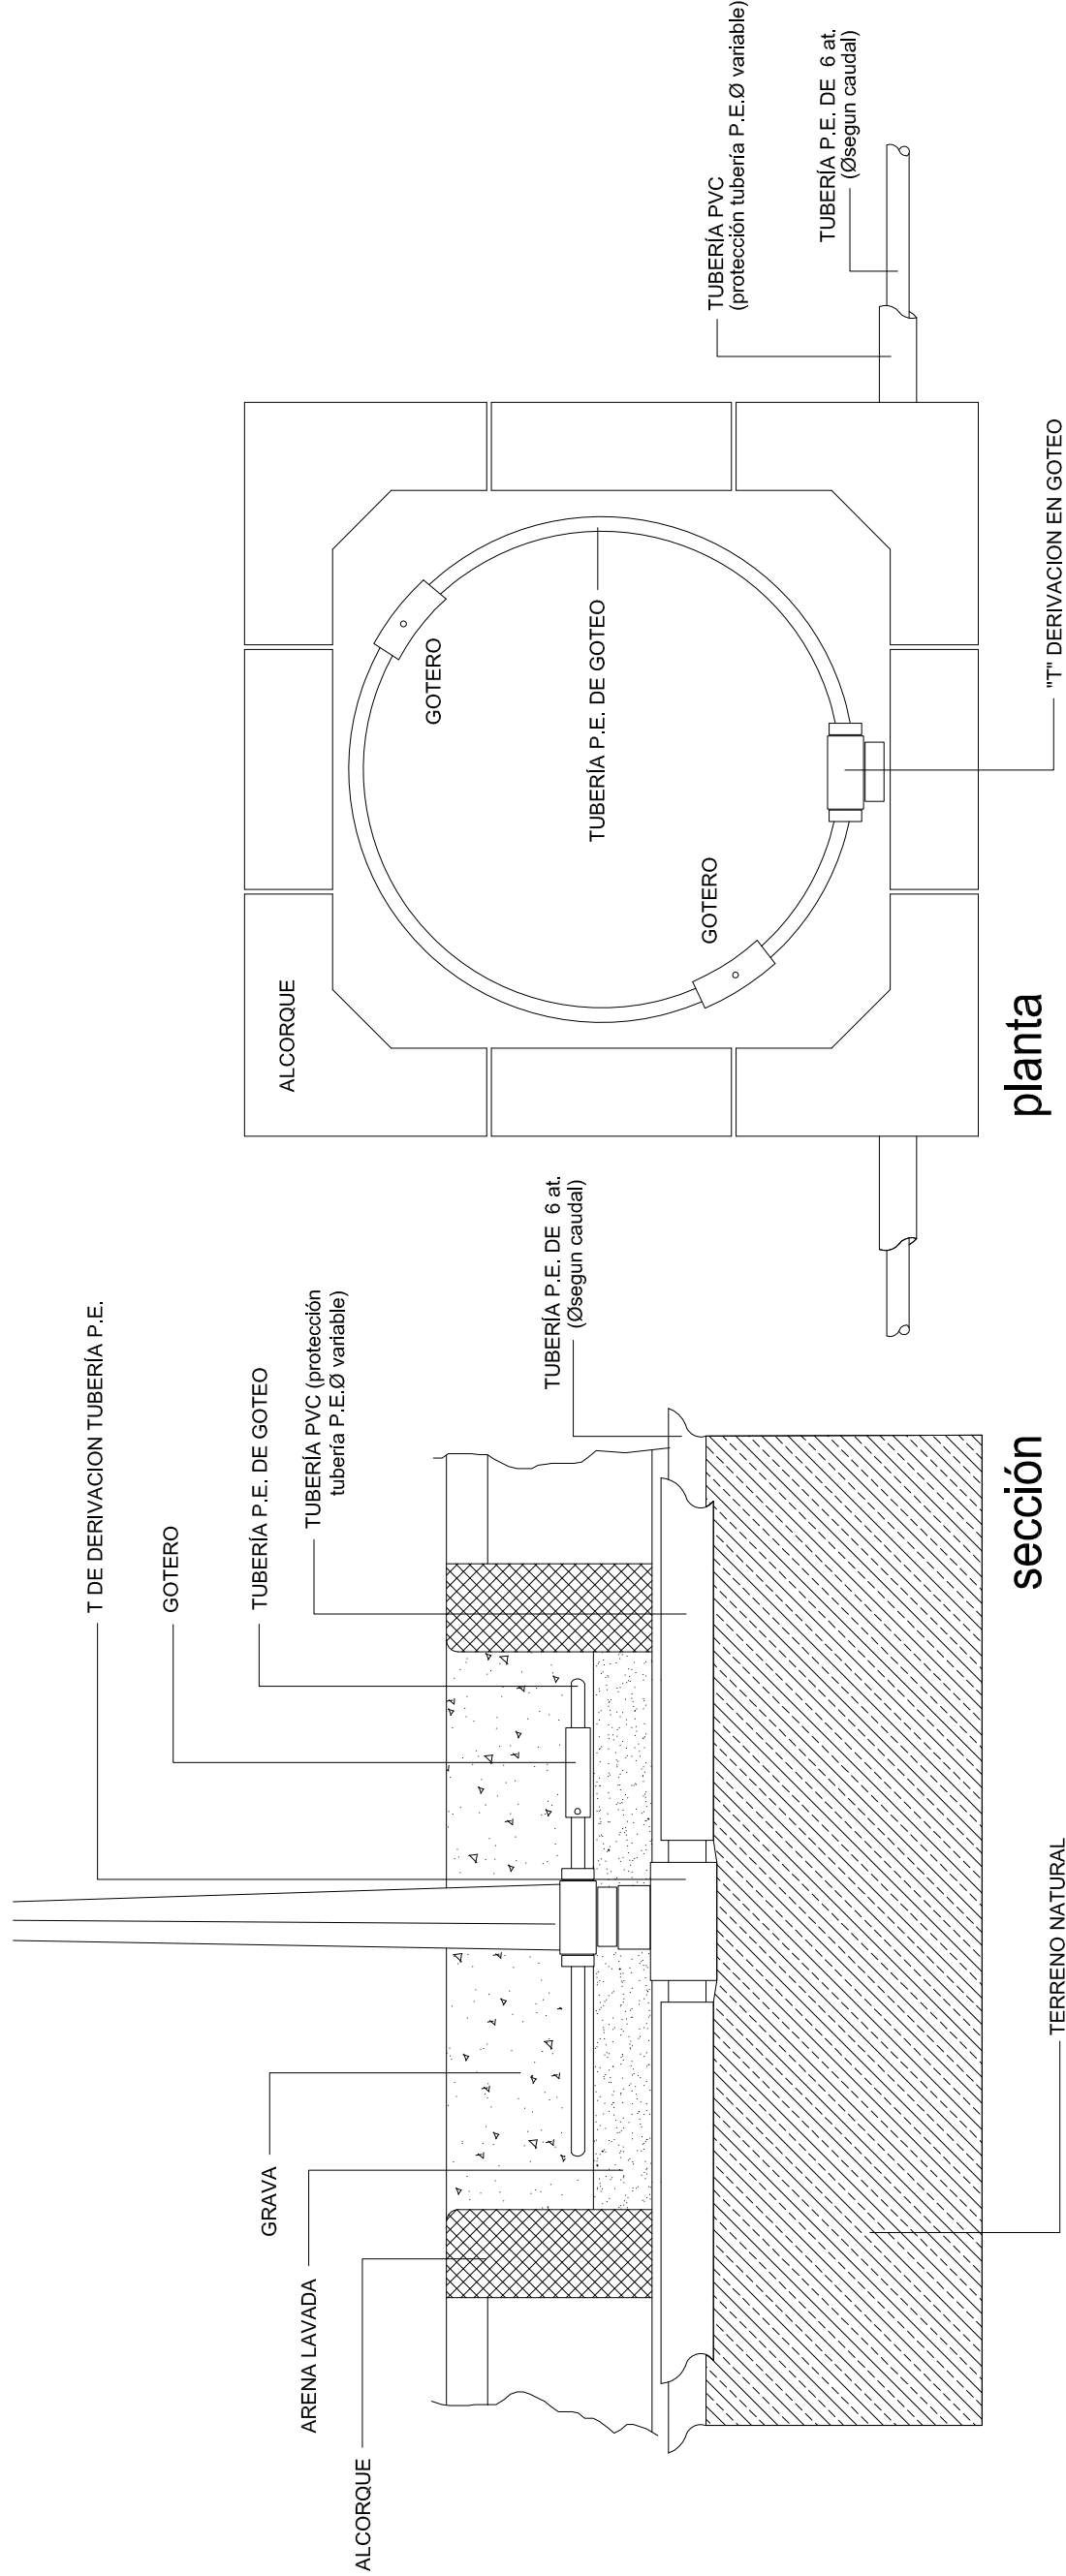 T DE DERIVACION TUBERÍA P.E.
GOTERO
TUBERÍA P.E. DE GOTEO
TUBERÍA PVC (protección
tubería P.E.Ø variable)
TUBERÍA P.E. DE 6 at.
(Øsegun caudal)
GRAVA
ARENA LAVADA
ALCORQUE
TERRENO NATURAL
sección
ALCORQUE
GOTERO
TUBERÍA P.E. DE GOTEO
GOTERO
TUBERÍA PVC
(protección tubería P.E.Ø variable)
TUBERÍA P.E. DE 6 at.
(Øsegun caudal)
"T" DERIVACION EN GOTEO
planta